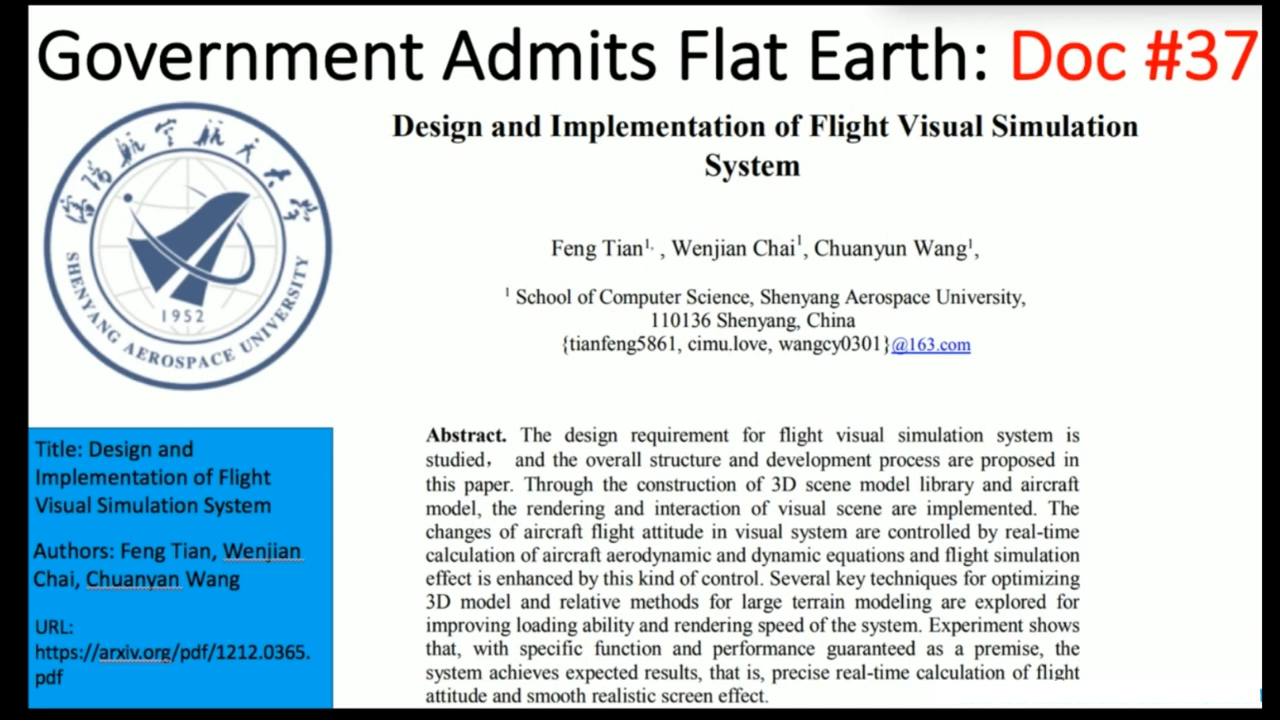 Government Admits Flat Earth: Doc #37
沈阳航空航天大学
SHENYANG AEROSPACE UNIVERSITY
1952
Design and Implementation of Flight Visual Simulation
System
Feng Tian1, , Wenjian Chai1, Chuanyun Wang1,
1 School of Computer Science, Shenyang Aerospace University,
110136 Shenyang, China
{tianfeng5861, cimu.love, wangcy0301}@163.com
Title: Design and
Implementation of Flight
Visual Simulation System
Authors: Feng Tian, Wenjian
Chai, Chuanyan Wang
URL:
https://arxiv.org/pdf/1212.0365.
pdf
Abstract. The design requirement for flight visual simulation system is
studied， and the overall structure and development process are proposed in
this paper. Through the construction of 3D scene model library and aircraft
model, the rendering and interaction of visual scene are implemented. The
changes of aircraft flight attitude in visual system are controlled by real-time
calculation of aircraft aerodynamic and dynamic equations and flight simulation
effect is enhanced by this kind of control. Several key techniques for optimizing
3D model and relative methods for large terrain modeling are explored for
improving loading ability and rendering speed of the system. Experiment shows
that, with specific function and performance guaranteed as a premise, the
system achieves expected results, that is, precise real-time calculation of flight
attitude and smooth realistic screen effect.